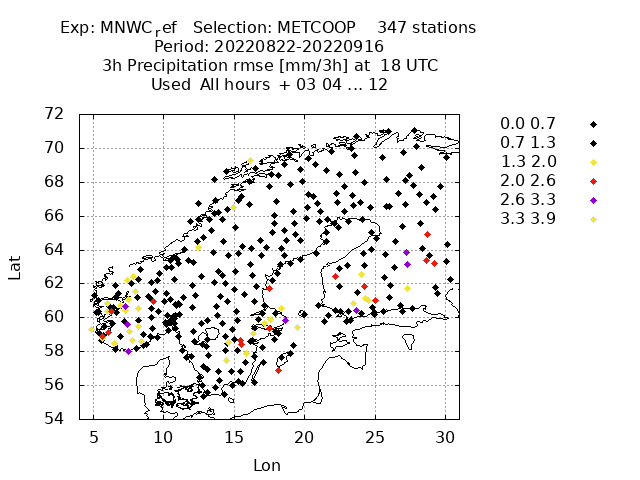 Exp: MNWCref Selection: METCOOP 347 stations
Period: 20220822-20220916
3h Precipitation rmse [mm/3h] at 18 UTC
Used All hours + 03 04 ... 12
72
70
68
66
64
62
60
58
56
54
5 10 15 20 25 30
Lat
Lon
0.0 0.7
0.7 1.3
1.3 2.0
2.0 2.6
2.6 3.3
3.3 3.9